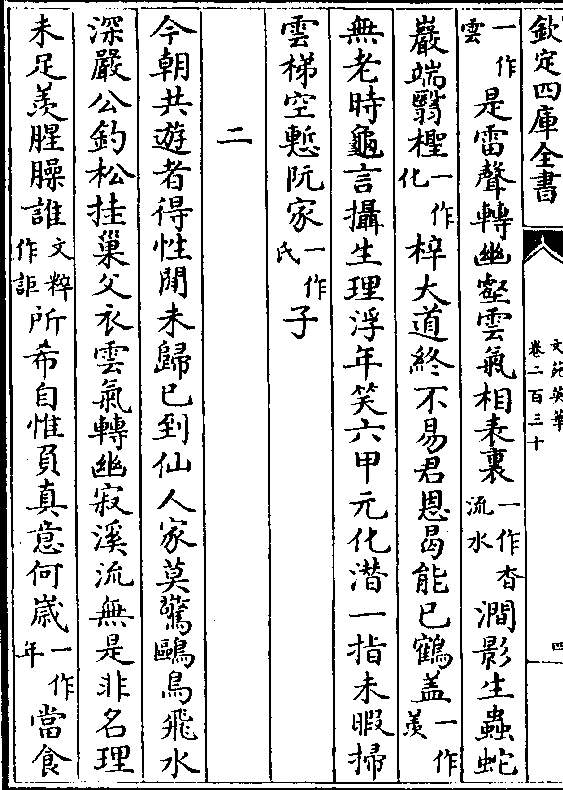 欽定四庫全書
文苑英華
卷二百三十
四
一作雲是雷聲轉幽壑雲氣相表裏一作杳流水澗影生蟲蛇
巖端翳檉一作化梓大道終不易君恩曷能已鶴蓋一作羨
無老時龜言攝生理浮年笑六甲元化潛一指未暇掃
雲梯空慙阮家一作氏子
二
今朝共遊者得性閒未歸已到仙人家莫驚鷗鳥飛水
深嚴公釣松挂巢父衣雲氣轉幽寂溪流無是非名理
未足羨腥臊誰文粹作詎所希自惟負真意何歲一作年當食